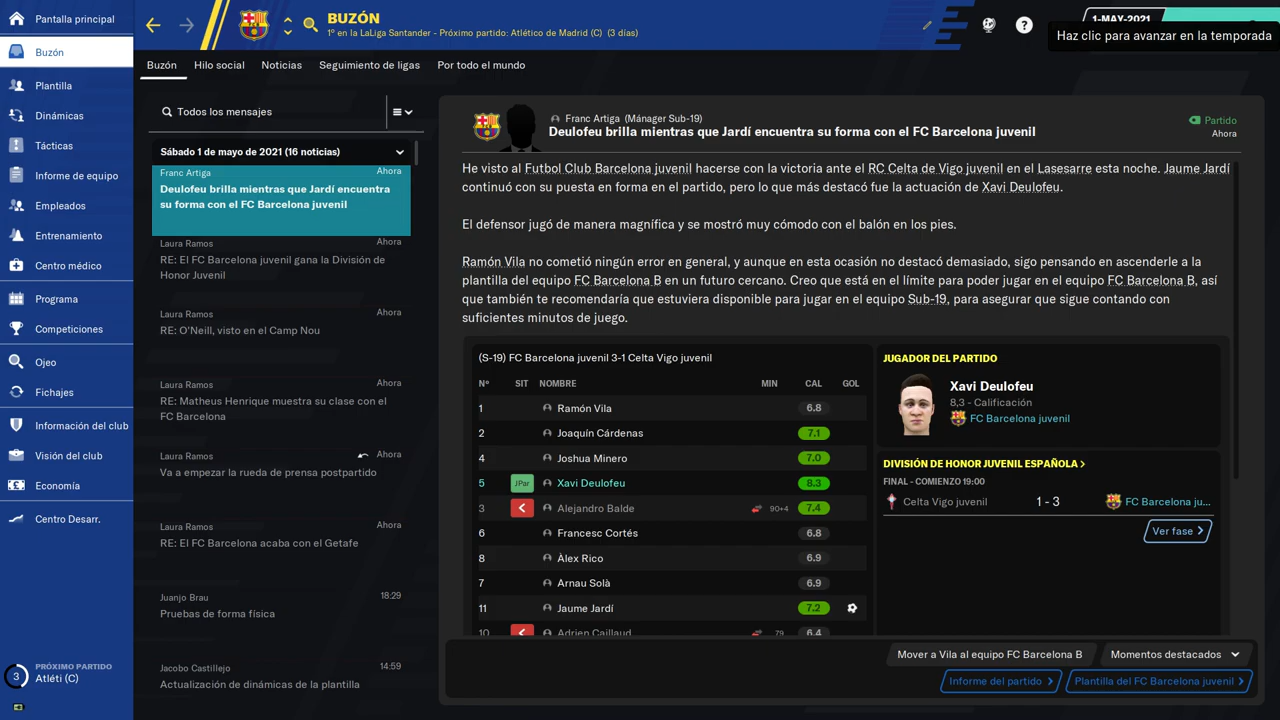 Pantalla principal
Buzón
Plantilla
Dinámicas
Tácticas
Informe de equipo
Empleados
Entrenamiento
Centro médico
Programa
Competiciones
Ojeo
Fichajes
Información del club
Visión del club
Economía
Centro Desarr.
3
PRÓXIMO PARTIDO
Atléti (C)
BUZÓN
1º en la LaLiga Santander - Próximo partido: Atlético de Madrid (C) (3 días)
?
1-MAY-2021
Haz clic para avanzar en la temporada
Buzón Hilo social Noticias Seguimiento de ligas Por todo el mundo
Todos los mensajes
Sábado 1 de mayo de 2021 (16 noticias)
Franc Artiga Ahora
Deulofeu brilla mientras que Jardí encuentra
su forma con el FC Barcelona juvenil
Laura Ramos Ahora
RE: El FC Barcelona juvenil gana la División de
Honor Juvenil
Laura Ramos Ahora
RE: O'Neill, visto en el Camp Nou
Laura Ramos Ahora
RE: Matheus Henrique muestra su clase con el
FC Barcelona
Laura Ramos Ahora
Va a empezar la rueda de prensa postpartido
Laura Ramos Ahora
RE: El FC Barcelona acaba con el Getafe
Juanjo Brau 18:29
Pruebas de forma física
Jacobo Castillejo 14:59
Actualización de dinámicas de la plantilla
Franc Artiga (Mánager Sub-19)
Deulofeu brilla mientras que Jardí encuentra su forma con el FC Barcelona juvenil
Partido
Ahora
He visto al Futbol Club Barcelona juvenil hacerse con la victoria ante el RC Celta de Vigo juvenil en el Lasesarre esta noche. Jaume Jardí
continuó con su puesta en forma en el partido, pero lo que más destacó fue la actuación de Xavi Deulofeu.
El defensor jugó de manera magnífica y se mostró muy cómodo con el balón en los pies.
Ramón Vila no cometió ningún error en general, y aunque en esta ocasión no destacó demasiado, sigo pensando en ascenderle a la
plantilla del equipo FC Barcelona B en un futuro cercano. Creo que está en el límite para poder jugar en el equipo FC Barcelona B, así
que también te recomendaría que estuviera disponible para jugar en el equipo Sub-19, para asegurar que sigue contando con
suficientes minutos de juego.
(S-19) FC Barcelona juvenil 3-1 Celta Vigo juvenil
Nº SIT NOMBRE MIN CAL GOL
1 Ramón Vila 6.8
2 Joaquín Cárdenas 7.1
4 Joshua Minero 7.0
5 JPar Xavi Deulofeu 8.3
3 Alejandro Balde 90+4 7.4
6 Francesc Cortés 6.8
8 Àlex Rico 6.9
7 Arnau Solà 6.9
11 Jaume Jardí 7.2
10 Adrien Caillaud 79 6.4
JUGADOR DEL PARTIDO
Xavi Deulofeu
8,3 - Calificación
FC Barcelona juvenil
DIVISIÓN DE HONOR JUVENIL ESPAÑOLA
FINAL - COMIENZO 19:00
Celta Vigo juvenil 1 - 3 FC Barcelona ju...
Ver fase
Mover a Vila al equipo FC Barcelona B
Momentos destacados
Informe del partido
Plantilla del FC Barcelona juvenil